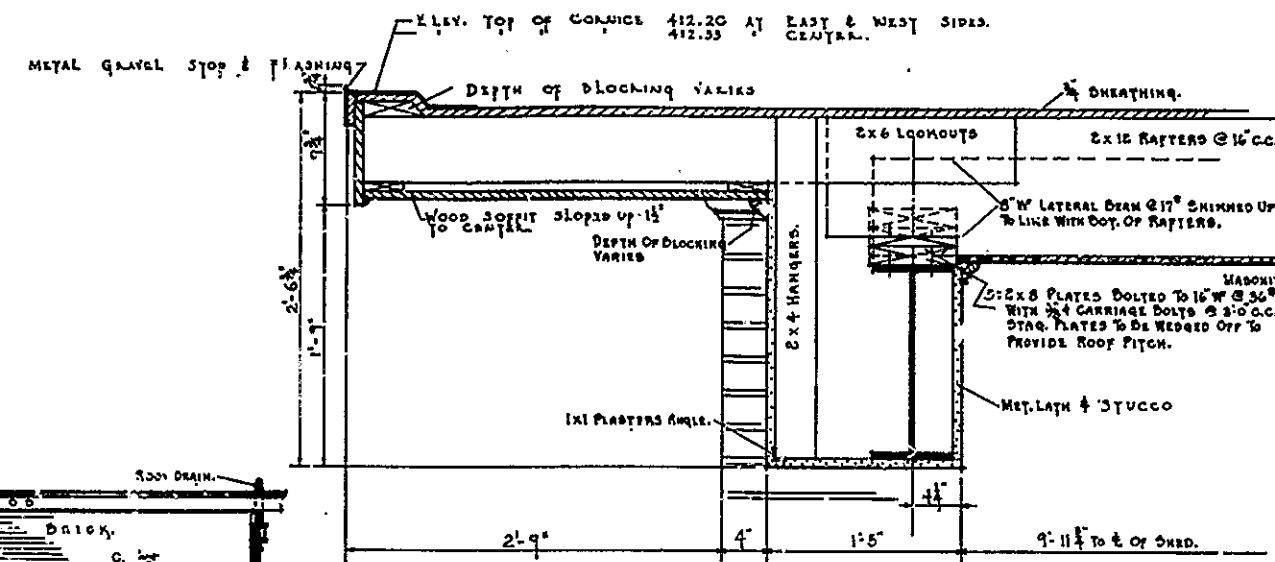 ELEV. TOP OF CORNICE 412.20 AT EAST & WEST SIDES.
412.33 CENTER.
METAL GRAVEL STOP & FLASHING
DEPTH OF BLOCKING VARIES
3/4" SHEATHING.
2x6 LOOKOUTS
2x12 RAFTERS @ 16" C.C.
WOOD SOFFIT SLOPED UP 1½"
TO CENTER.
DEPTH OF BLOCKING
VARIES
8" W LATERAL BEAM @ 17# SHIMMED UP
TO LINE WITH BOT. OF RAFTERS.
2'-6¾"
1'-9"
2x4 HANGERS.
3-2x8 PLATES BOLTED TO 16" W @ 36#
WITH CARRIAGE BOLTS @ 2'-0" C.C.
STAG. PLATES TO BE WEDGED OFF TO
PROVIDE ROOF PITCH.
1x1 PLASTERS ANGLE.
MET. LATH & STUCCO
ROOF DRAIN.
BRICK.
4¼"
2'-9"
4"
1'-5"
9'-11¾" TO ℄ OF SHED.